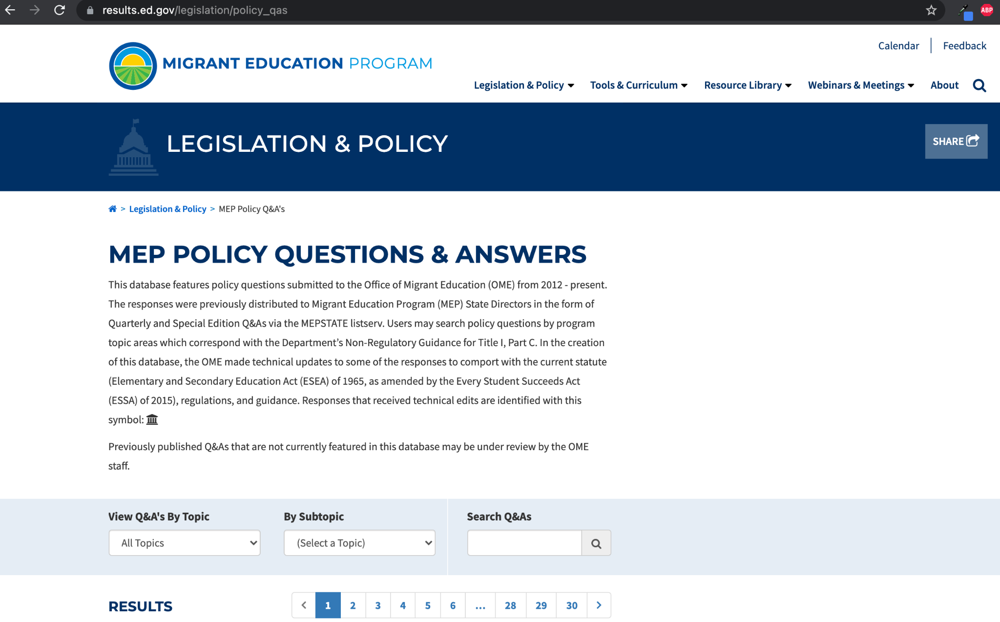 results.ed.gov/legislation/policy_qas
ABP
Calendar
Feedback
MIGRANT EDUCATION PROGRAM
Legislation & Policy
Tools & Curriculum
Resource Library
Webinars & Meetings
About
LEGISLATION & POLICY
SHARE
> Legislation & Policy > MEP Policy Q&A's
MEP POLICY QUESTIONS & ANSWERS
This database features policy questions submitted to the Office of Migrant Education (OME) from 2012 - present.
The responses were previously distributed to Migrant Education Program (MEP) State Directors in the form of
Quarterly and Special Edition Q&As via the MEPSTATE listserv. Users may search policy questions by program
topic areas which correspond with the Department’s Non-Regulatory Guidance for Title I, Part C. In the creation
of this database, the OME made technical updates to some of the responses to comport with the current statute
(Elementary and Secondary Education Act (ESEA) of 1965, as amended by the Every Student Succeeds Act
(ESSA) of 2015), regulations, and guidance. Responses that received technical edits are identified with this
symbol:
Previously published Q&As that are not currently featured in this database may be under review by the OME
staff.
View Q&A's By Topic
By Subtopic
Search Q&As
All Topics
(Select a Topic)
RESULTS
< 1 2 3 4 5 6 ... 28 29 30 >